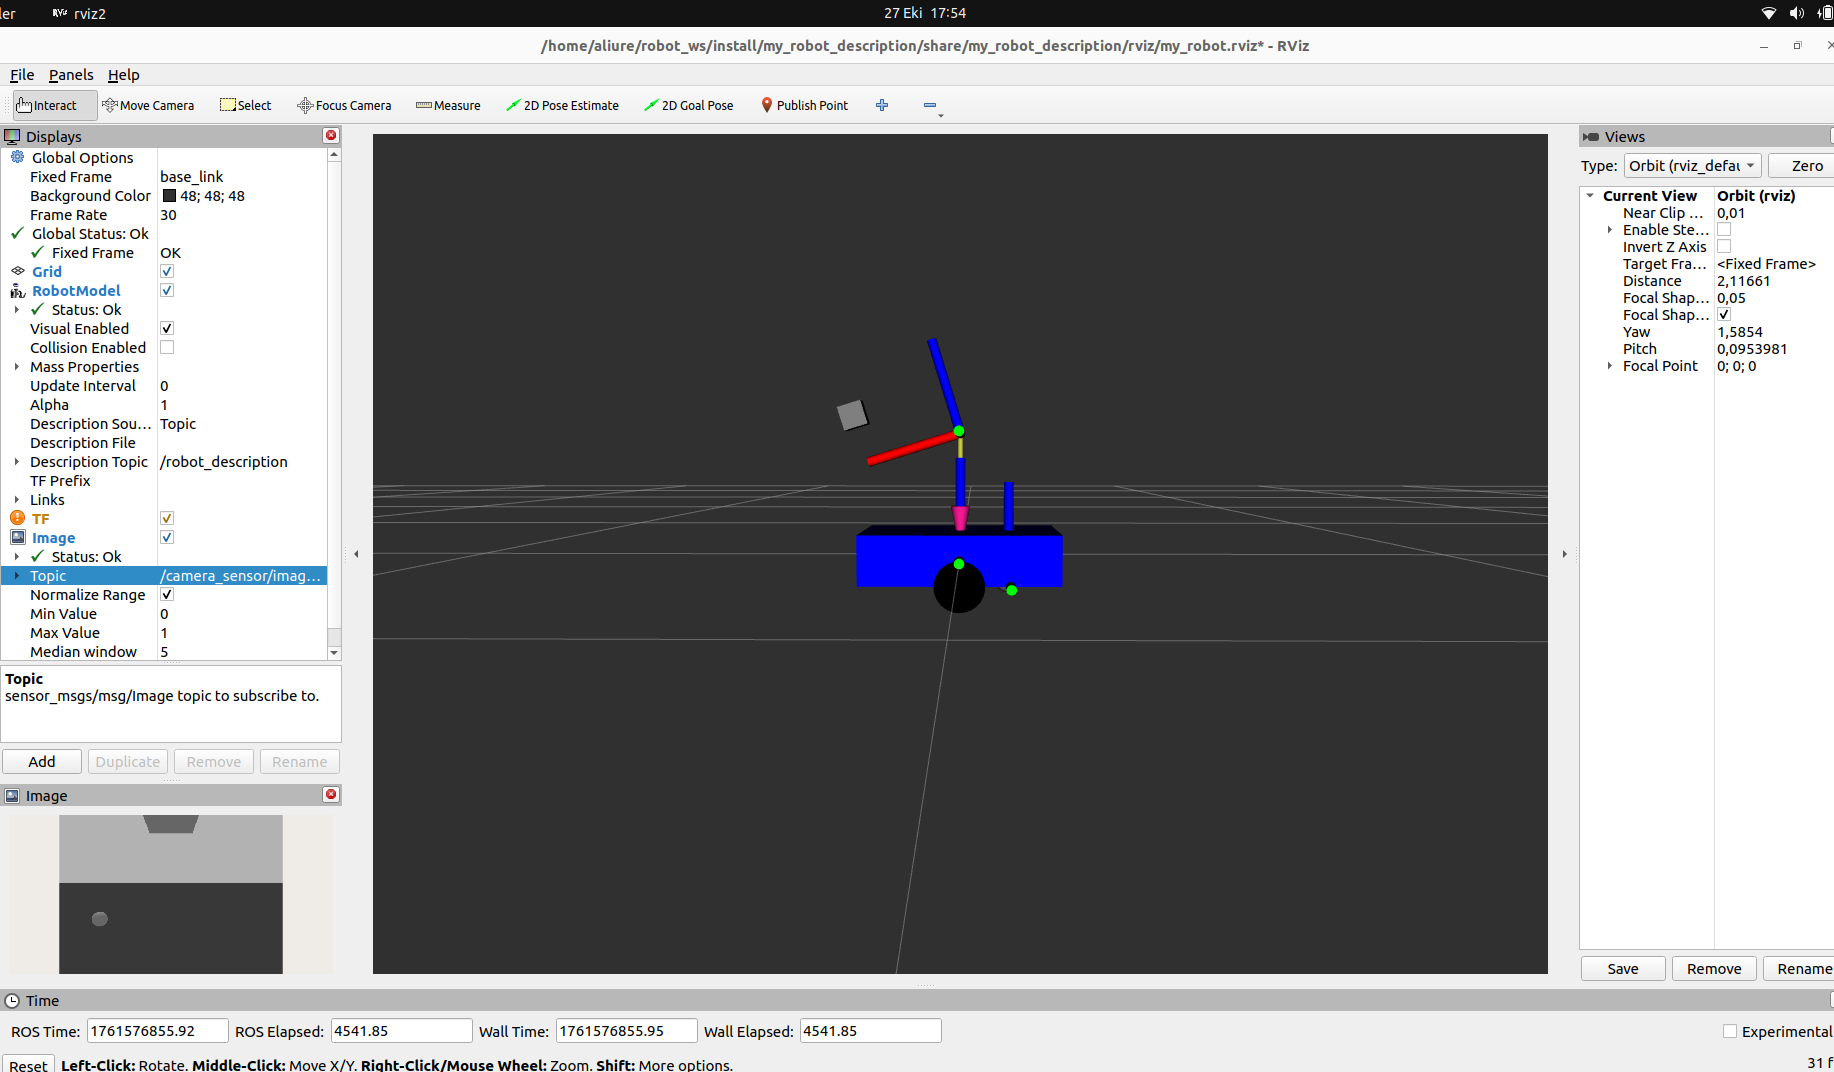 ler rviz2 27 Eki 17:54
/home/aliure/robot_ws/install/my_robot_description/share/my_robot_description/rviz/my_robot.rviz* - RViz
File Panels Help
Interact Move Camera Select Focus Camera Measure 2D Pose Estimate 2D Goal Pose Publish Point
Displays
Global Options
Fixed Frame base_link
Background Color 48; 48; 48
Frame Rate 30
Global Status: Ok
Fixed Frame OK
Grid
RobotModel
Status: Ok
Visual Enabled
Collision Enabled
Mass Properties
Update Interval 0
Alpha 1
Description Sou... Topic
Description File
Description Topic /robot_description
TF Prefix
Links
TF
Image
Status: Ok
Topic /camera_sensor/imag...
Normalize Range
Min Value 0
Max Value 1
Median window 5
Topic
sensor_msgs/msg/Image topic to subscribe to.
Add Duplicate Remove Rename
Image
Views
Type: Orbit (rviz_defau Zero
Current View Orbit (rviz)
Near Clip ... 0,01
Enable Ste...
Invert Z Axis
Target Fra... <Fixed Frame>
Distance 2,11661
Focal Shap... 0,05
Focal Shap...
Yaw 1,5854
Pitch 0,0953981
Focal Point 0; 0; 0
Save Remove Rename
Time
ROS Time: 1761576855.92 ROS Elapsed: 4541.85 Wall Time: 1761576855.95 Wall Elapsed: 4541.85 Experimental
Reset Left-Click: Rotate. Middle-Click: Move X/Y. Right-Click/Mouse Wheel: Zoom. Shift: More options. 31 f